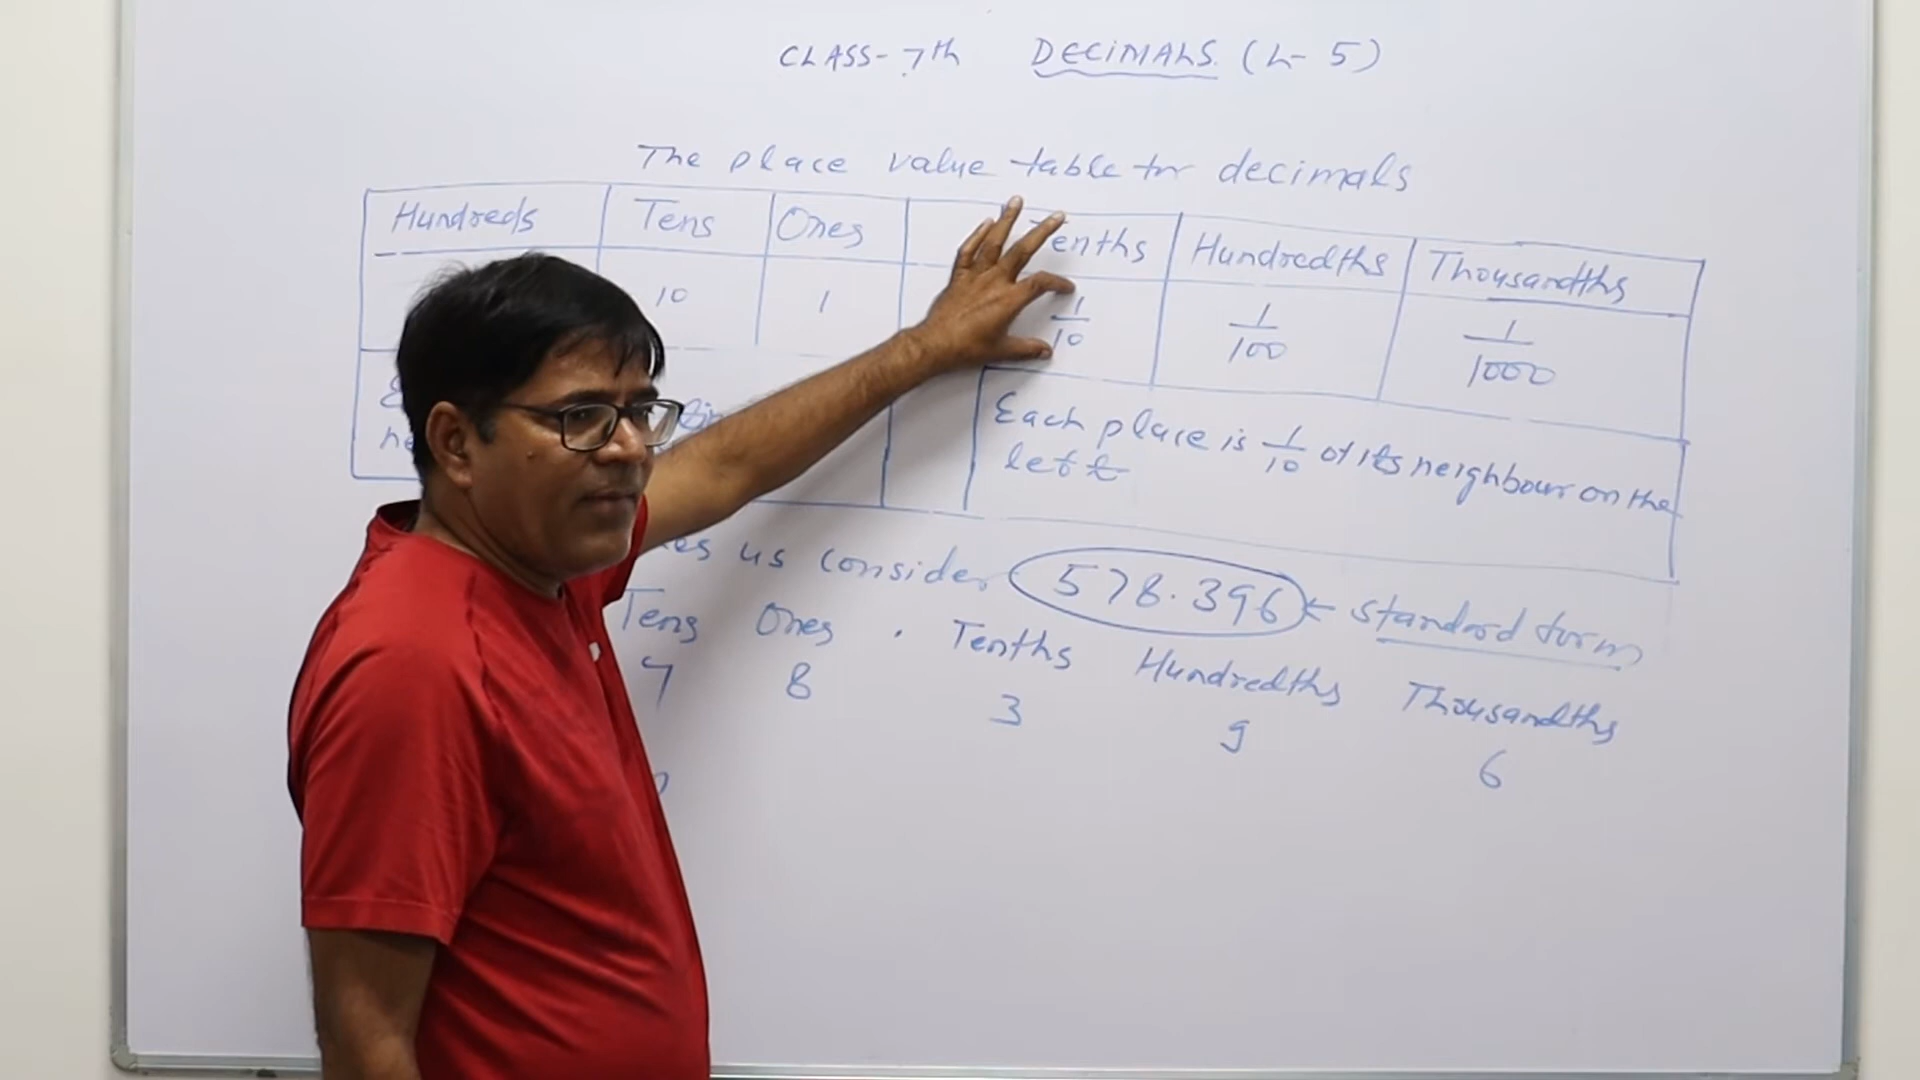 CLASS-7th DECIMALS. (L-5)
The place value table for decimals
Hundreds Tens Ones Tenths Hundredths Thousandths
10 1 1/10 1/100 1/1000
Each place is 1/10 of its neighbour on the
left
us consider 578.396 ← standard form
Tens Ones . Tenths Hundredths Thousandths
7 8 3 9 6